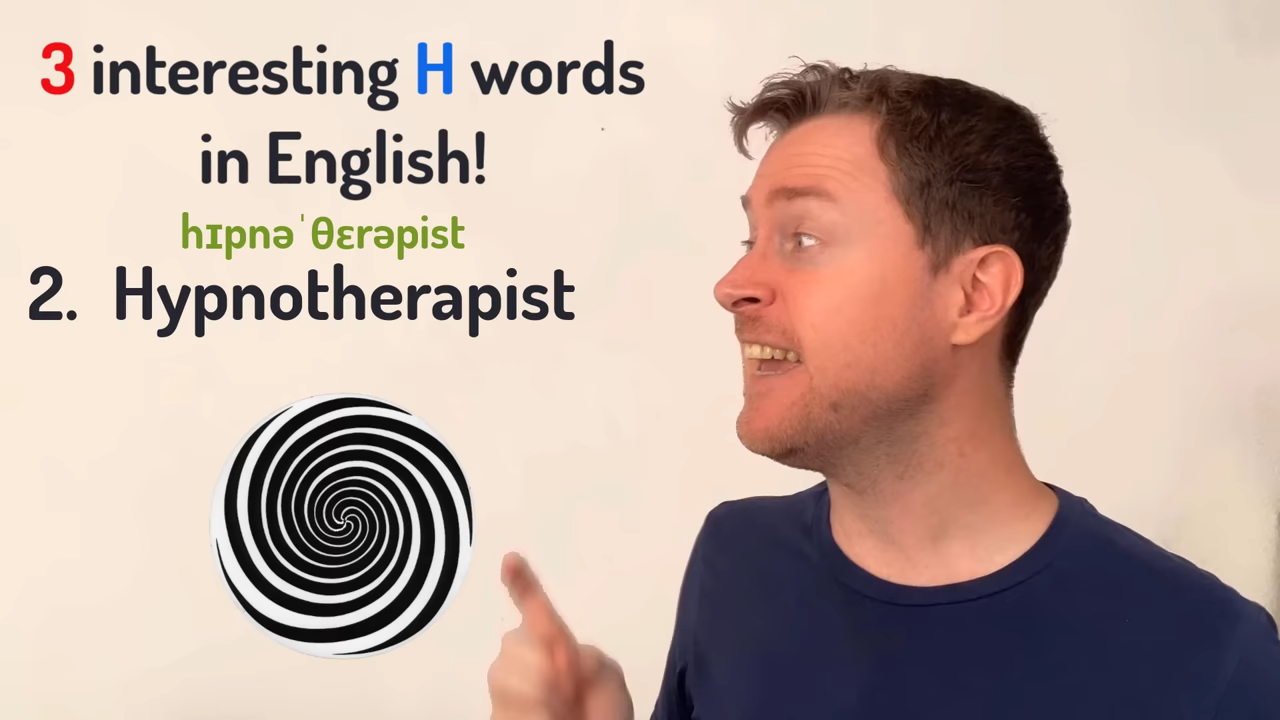 3 interesting H words
in English!
hɪpnəˈθɛrəpist
2. Hypnotherapist